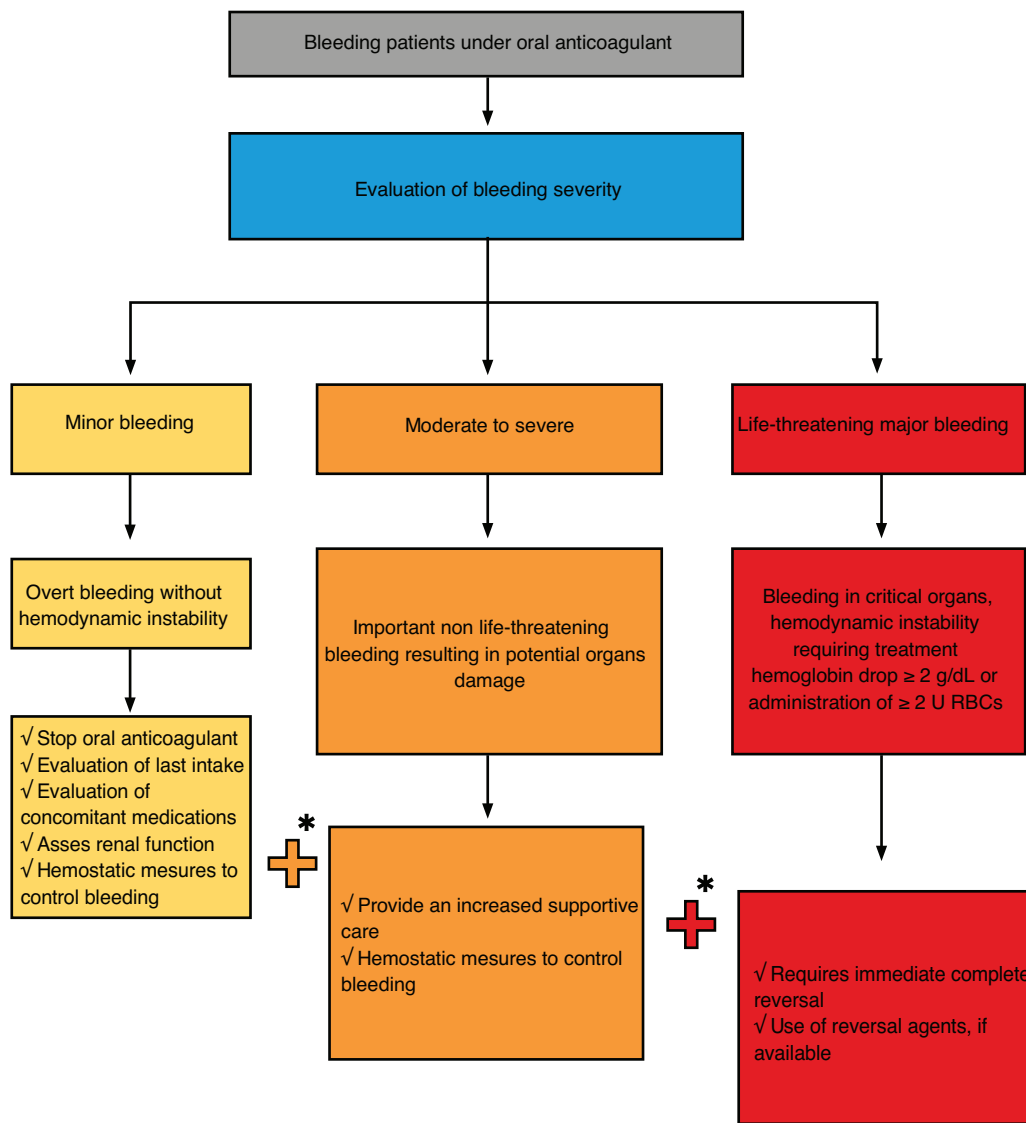 Bleeding patients under oral anticoagulant
Evaluation of bleeding severity
Minor bleeding
Moderate to severe
Life-threatening major bleeding
Overt bleeding without
hemodynamic instability
Important non life-threatening
bleeding resulting in potential organs
damage
Bleeding in critical organs,
hemodynamic instability
requiring treatment
hemoglobin drop ≥ 2 g/dL or
administration of ≥ 2 U RBCs
√ Stop oral anticoagulant
√ Evaluation of last intake
√ Evaluation of
concomitant medications
√ Asses renal function
√ Hemostatic mesures to
control bleeding
*
√ Provide an increased supportive
care
√ Hemostatic mesures to control
bleeding
*
√ Requires immediate complete
reversal
√ Use of reversal agents, if
available